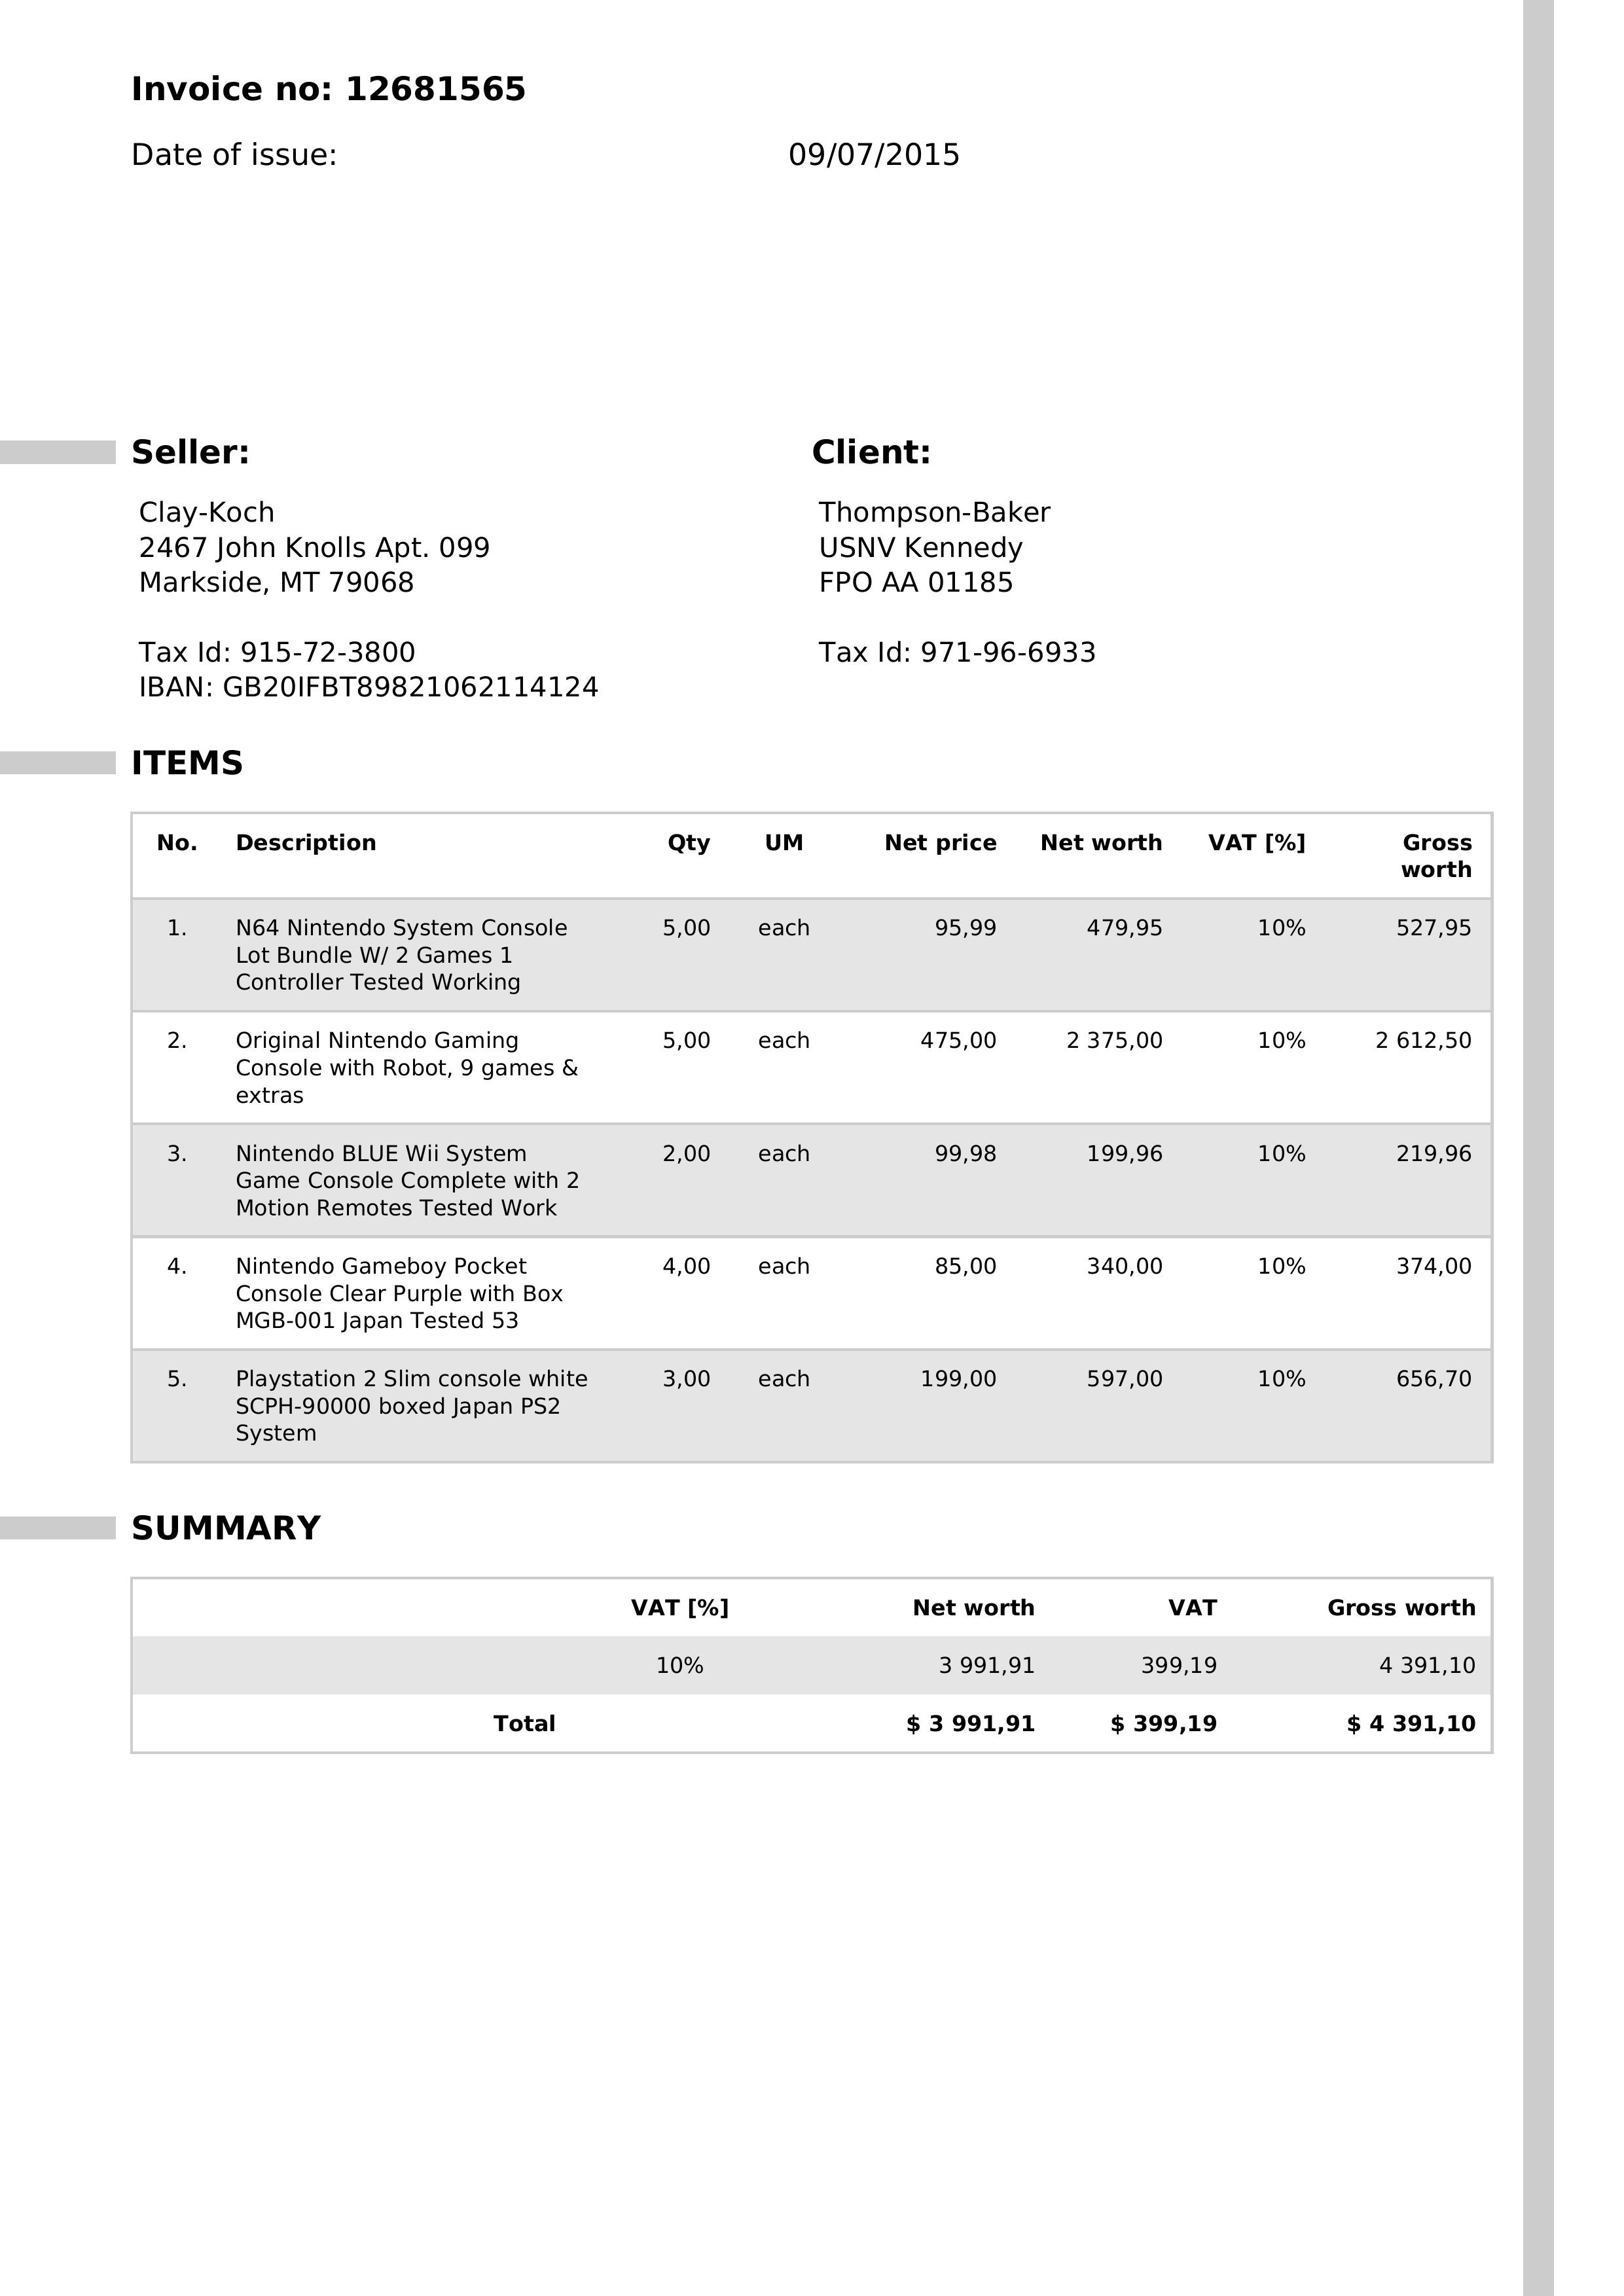 Invoice no: 12681565
Date of issue: 09/07/2015
Seller:
Clay-Koch
2467 John Knolls Apt. 099
Markside, MT 79068
Tax Id: 915-72-3800
IBAN: GB20IFBT89821062114124
Client:
Thompson-Baker
USNV Kennedy
FPO AA 01185
Tax Id: 971-96-6933
ITEMS
No. Description Qty UM Net price Net worth VAT [%] Gross
worth
1. N64 Nintendo System Console 5,00 each 95,99 479,95 10% 527,95
Lot Bundle W/ 2 Games 1
Controller Tested Working
2. Original Nintendo Gaming 5,00 each 475,00 2 375,00 10% 2 612,50
Console with Robot, 9 games &
extras
3. Nintendo BLUE Wii System 2,00 each 99,98 199,96 10% 219,96
Game Console Complete with 2
Motion Remotes Tested Work
4. Nintendo Gameboy Pocket 4,00 each 85,00 340,00 10% 374,00
Console Clear Purple with Box
MGB-001 Japan Tested 53
5. Playstation 2 Slim console white 3,00 each 199,00 597,00 10% 656,70
SCPH-90000 boxed Japan PS2
System
SUMMARY
VAT [%] Net worth VAT Gross worth
10% 3 991,91 399,19 4 391,10
Total $ 3 991,91 $ 399,19 $ 4 391,10